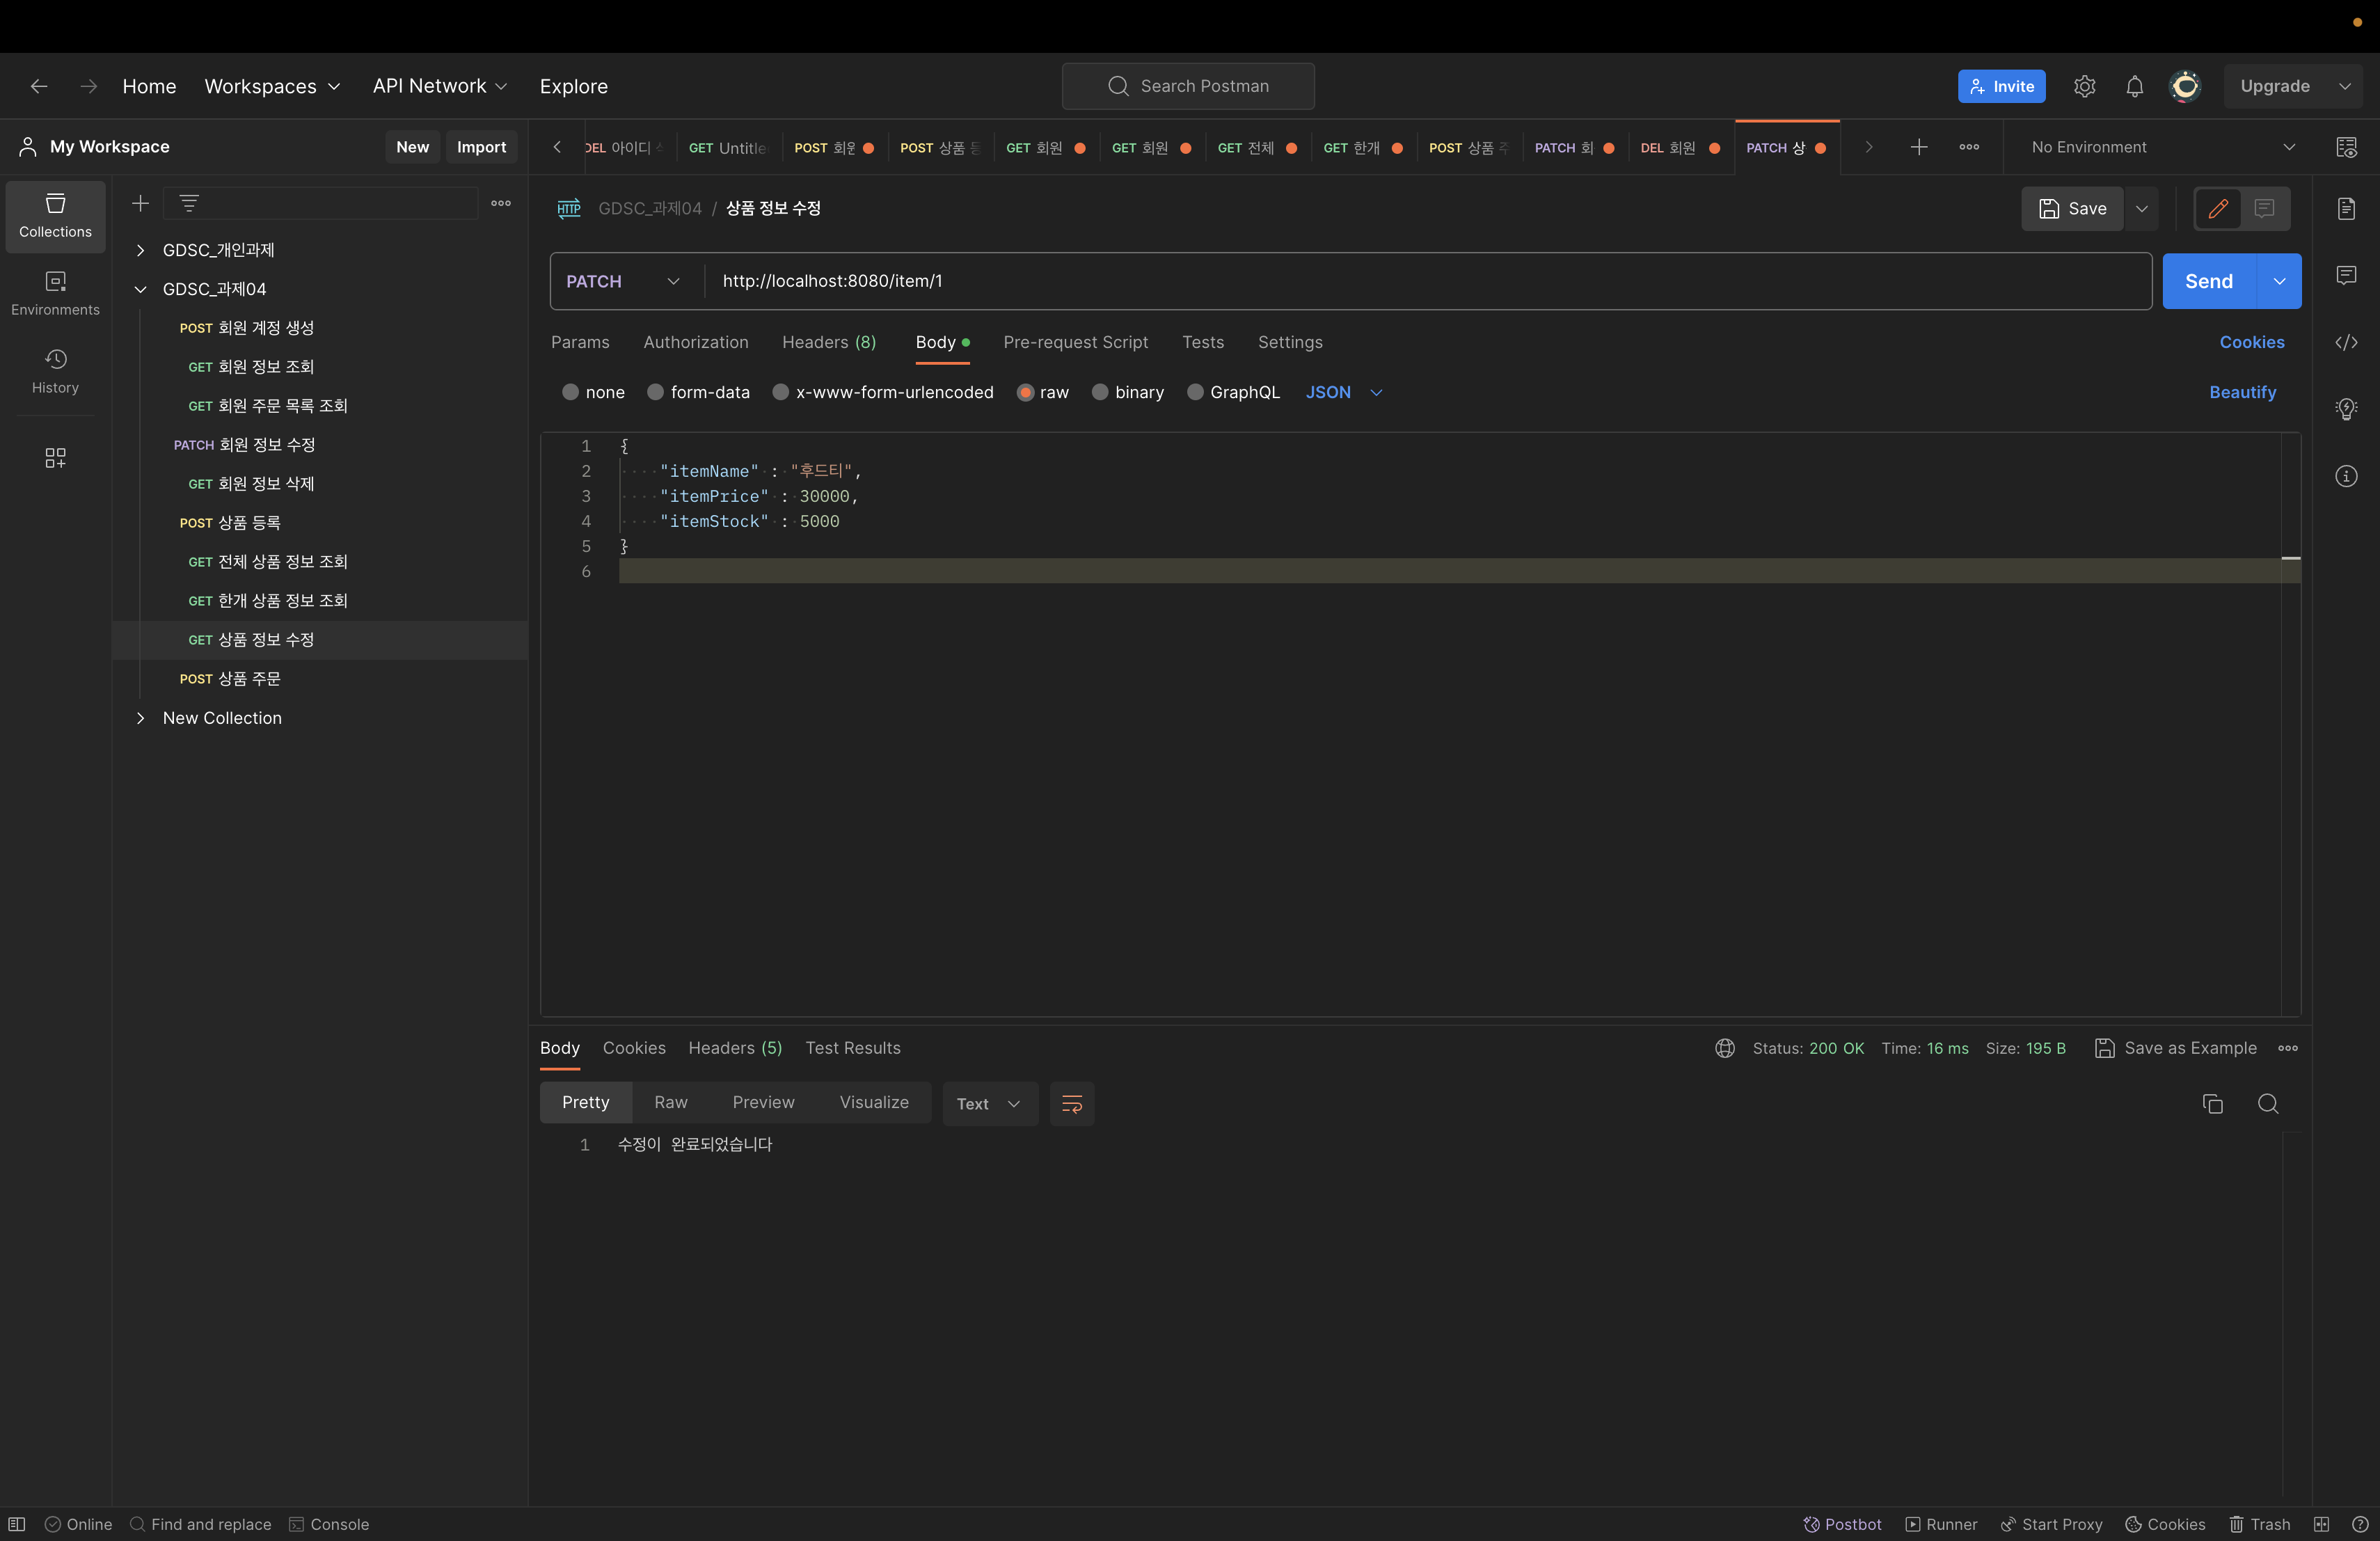 Home Workspaces API Network Explore Search Postman Invite Upgrade
My Workspace New Import
DEL 아이디 GET Untitle POST 회원 POST 상품 GET 회원 GET 회원 GET 전체 GET 한개 POST 상품 PATCH 회 DEL 회원 PATCH 상 No Environment
Collections
Environments
History
GDSC_개인과제
GDSC_과제04
POST 회원 계정 생성
GET 회원 정보 조회
GET 회원 주문 목록 조회
PATCH 회원 정보 수정
GET 회원 정보 삭제
POST 상품 등록
GET 전체 상품 정보 조회
GET 한개 상품 정보 조회
GET 상품 정보 수정
POST 상품 주문
New Collection
HTTP GDSC_과제04 / 상품 정보 수정 Save
PATCH http://localhost:8080/item/1 Send
Params Authorization Headers (8) Body Pre-request Script Tests Settings Cookies
none form-data x-www-form-urlencoded raw binary GraphQL JSON Beautify
1 {
2 "itemName" : "후드티",
3 "itemPrice" : 30000,
4 "itemStock" : 5000
5 }
6
Body Cookies Headers (5) Test Results Status: 200 OK Time: 16 ms Size: 195 B Save as Example
Pretty Raw Preview Visualize Text
1 수정이 완료되었습니다
Online Find and replace Console Postbot Runner Start Proxy Cookies Trash